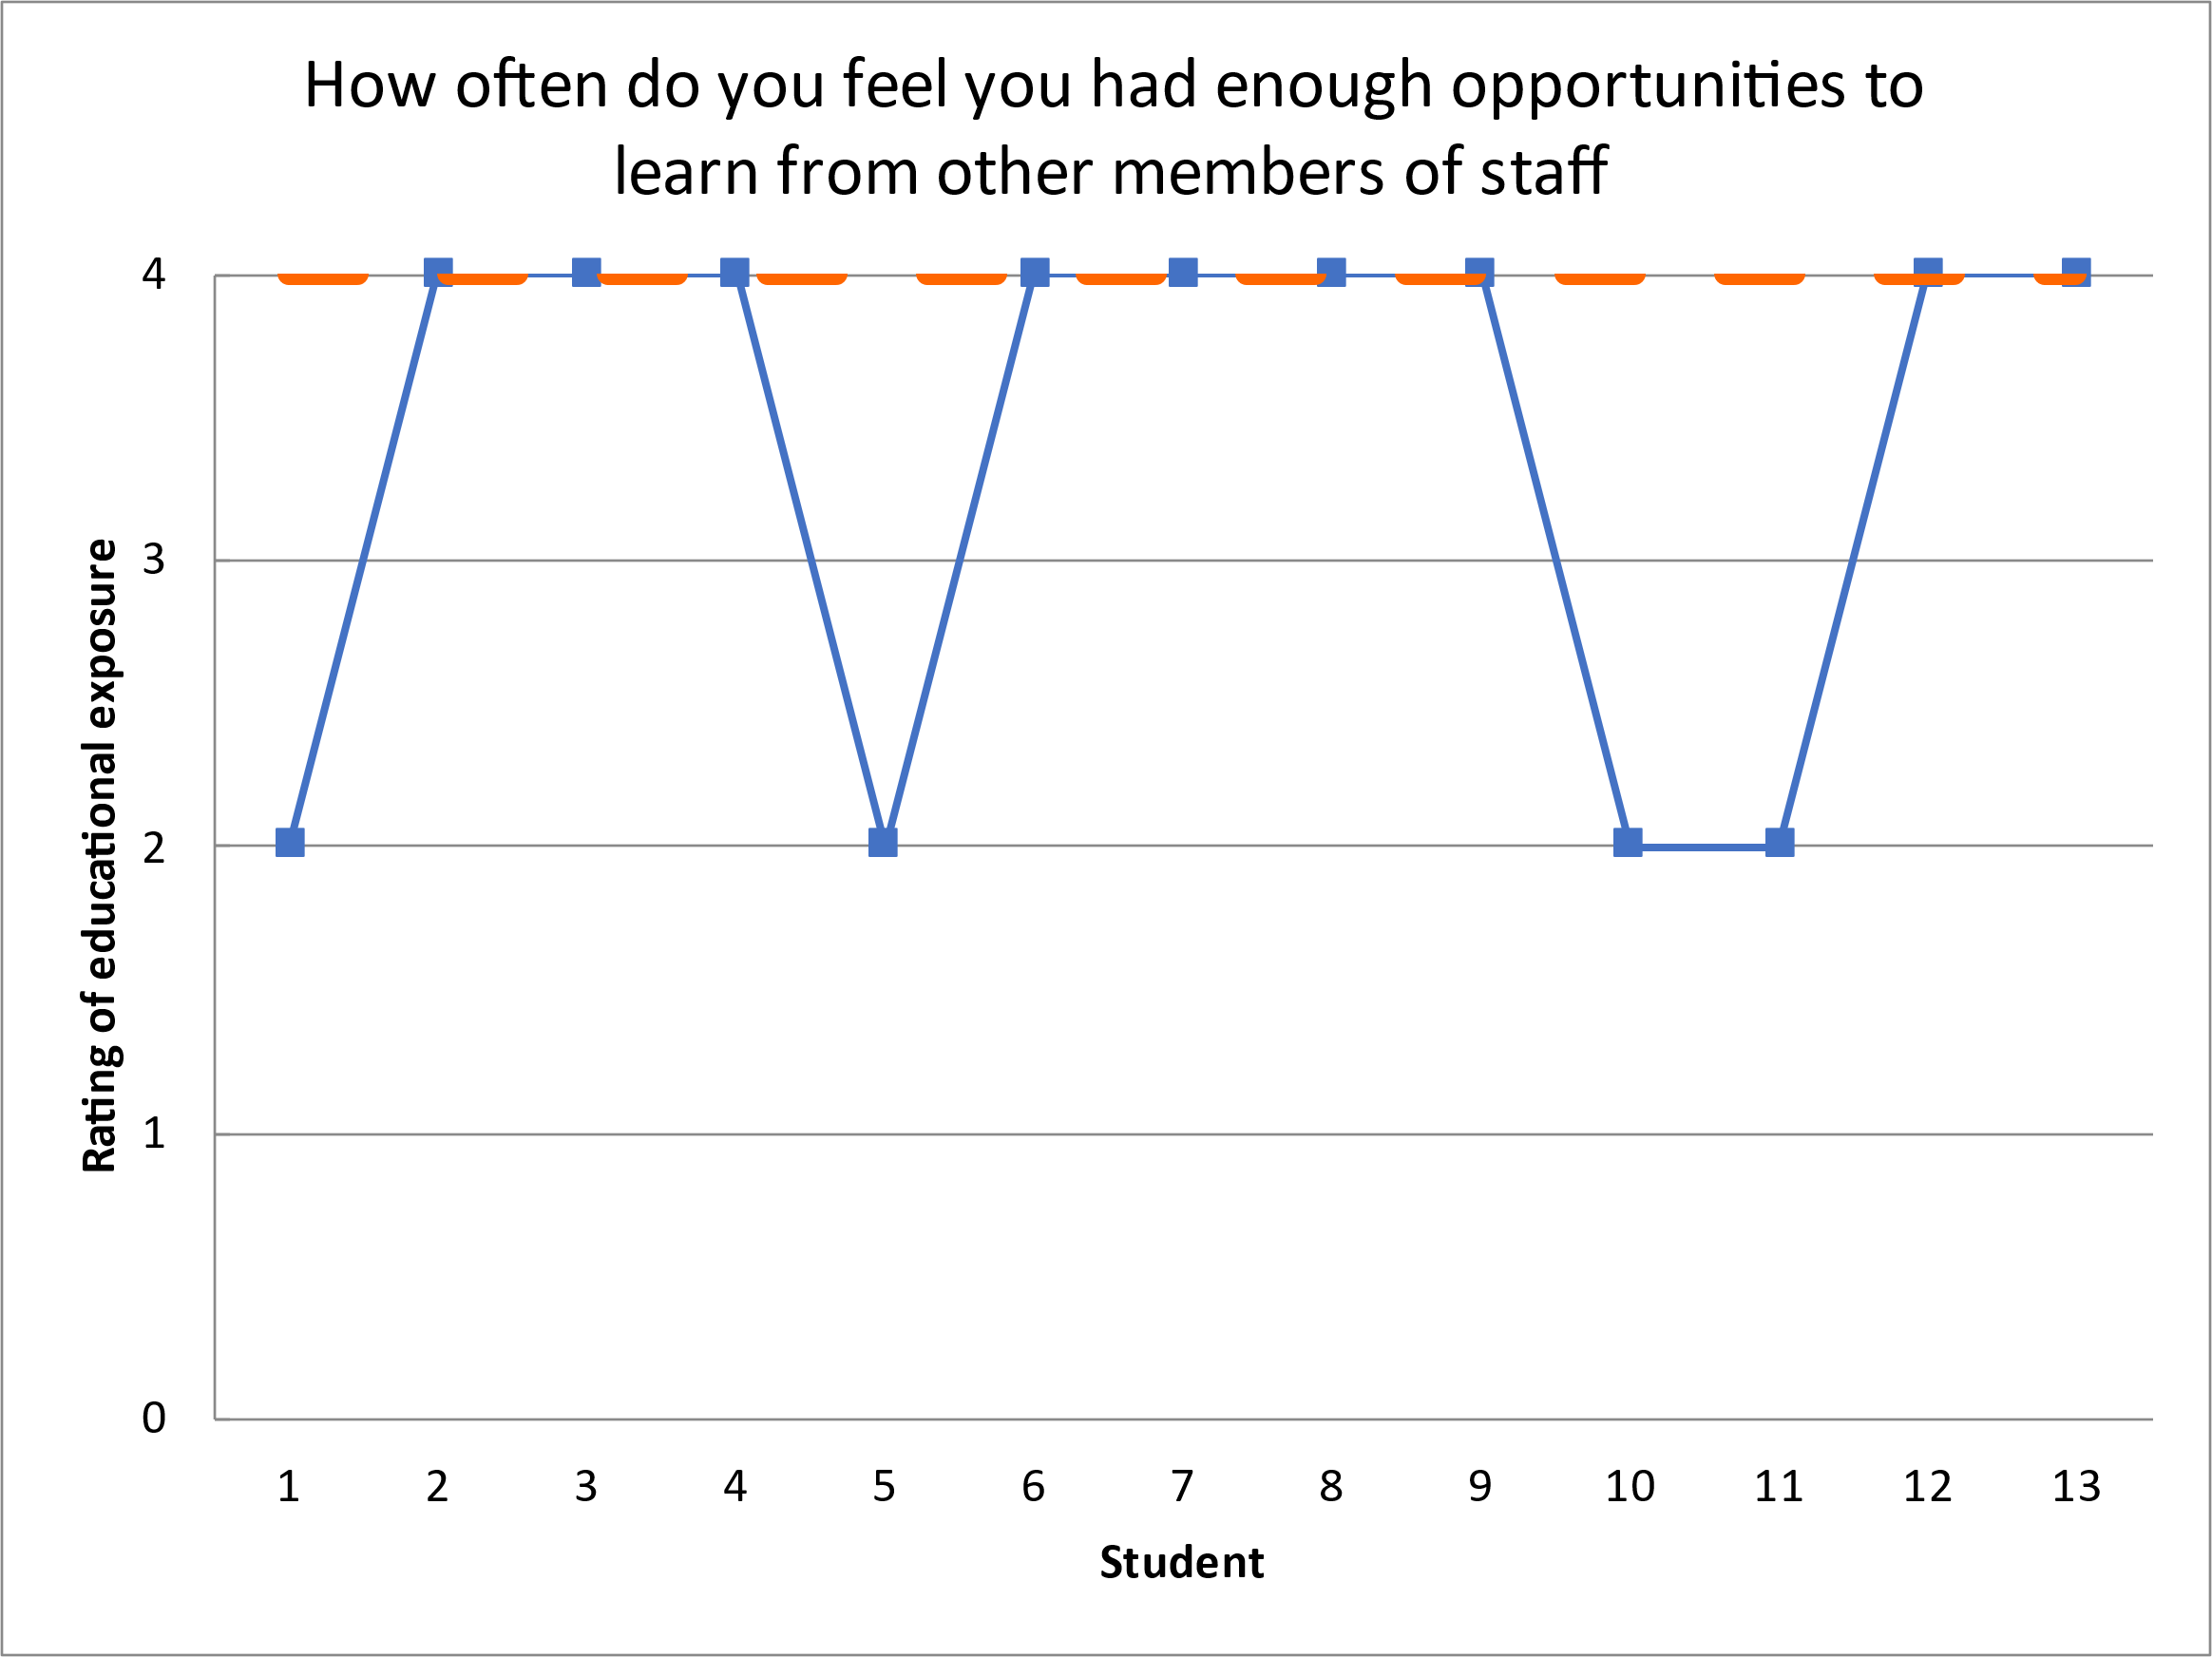 How often do you feel you had enough opportunities to
learn from other members of staff
Rating of educational exposure
4
3
2
1
0
1 2 3 4 5 6 7 8 9 10 11 12 13
Student